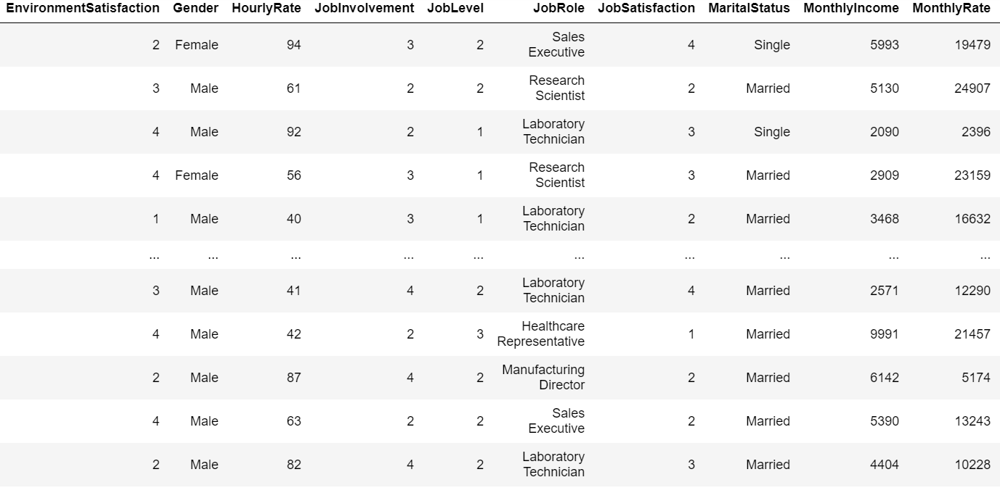 EnvironmentSatisfaction Gender HourlyRate JobInvolvement JobLevel JobRole JobSatisfaction MaritalStatus MonthlyIncome MonthlyRate
2 Female 94 3 2 Sales Executive 4 Single 5993 19479
3 Male 61 2 2 Research Scientist 2 Married 5130 24907
4 Male 92 2 1 Laboratory Technician 3 Single 2090 2396
4 Female 56 3 1 Research Scientist 3 Married 2909 23159
1 Male 40 3 1 Laboratory Technician 2 Married 3468 16632
... ... ... ... ... ... ... ... ... ...
3 Male 41 4 2 Laboratory Technician 4 Married 2571 12290
4 Male 42 2 3 Healthcare Representative 1 Married 9991 21457
2 Male 87 4 2 Manufacturing Director 2 Married 6142 5174
4 Male 63 2 2 Sales Executive 2 Married 5390 13243
2 Male 82 4 2 Laboratory Technician 3 Married 4404 10228